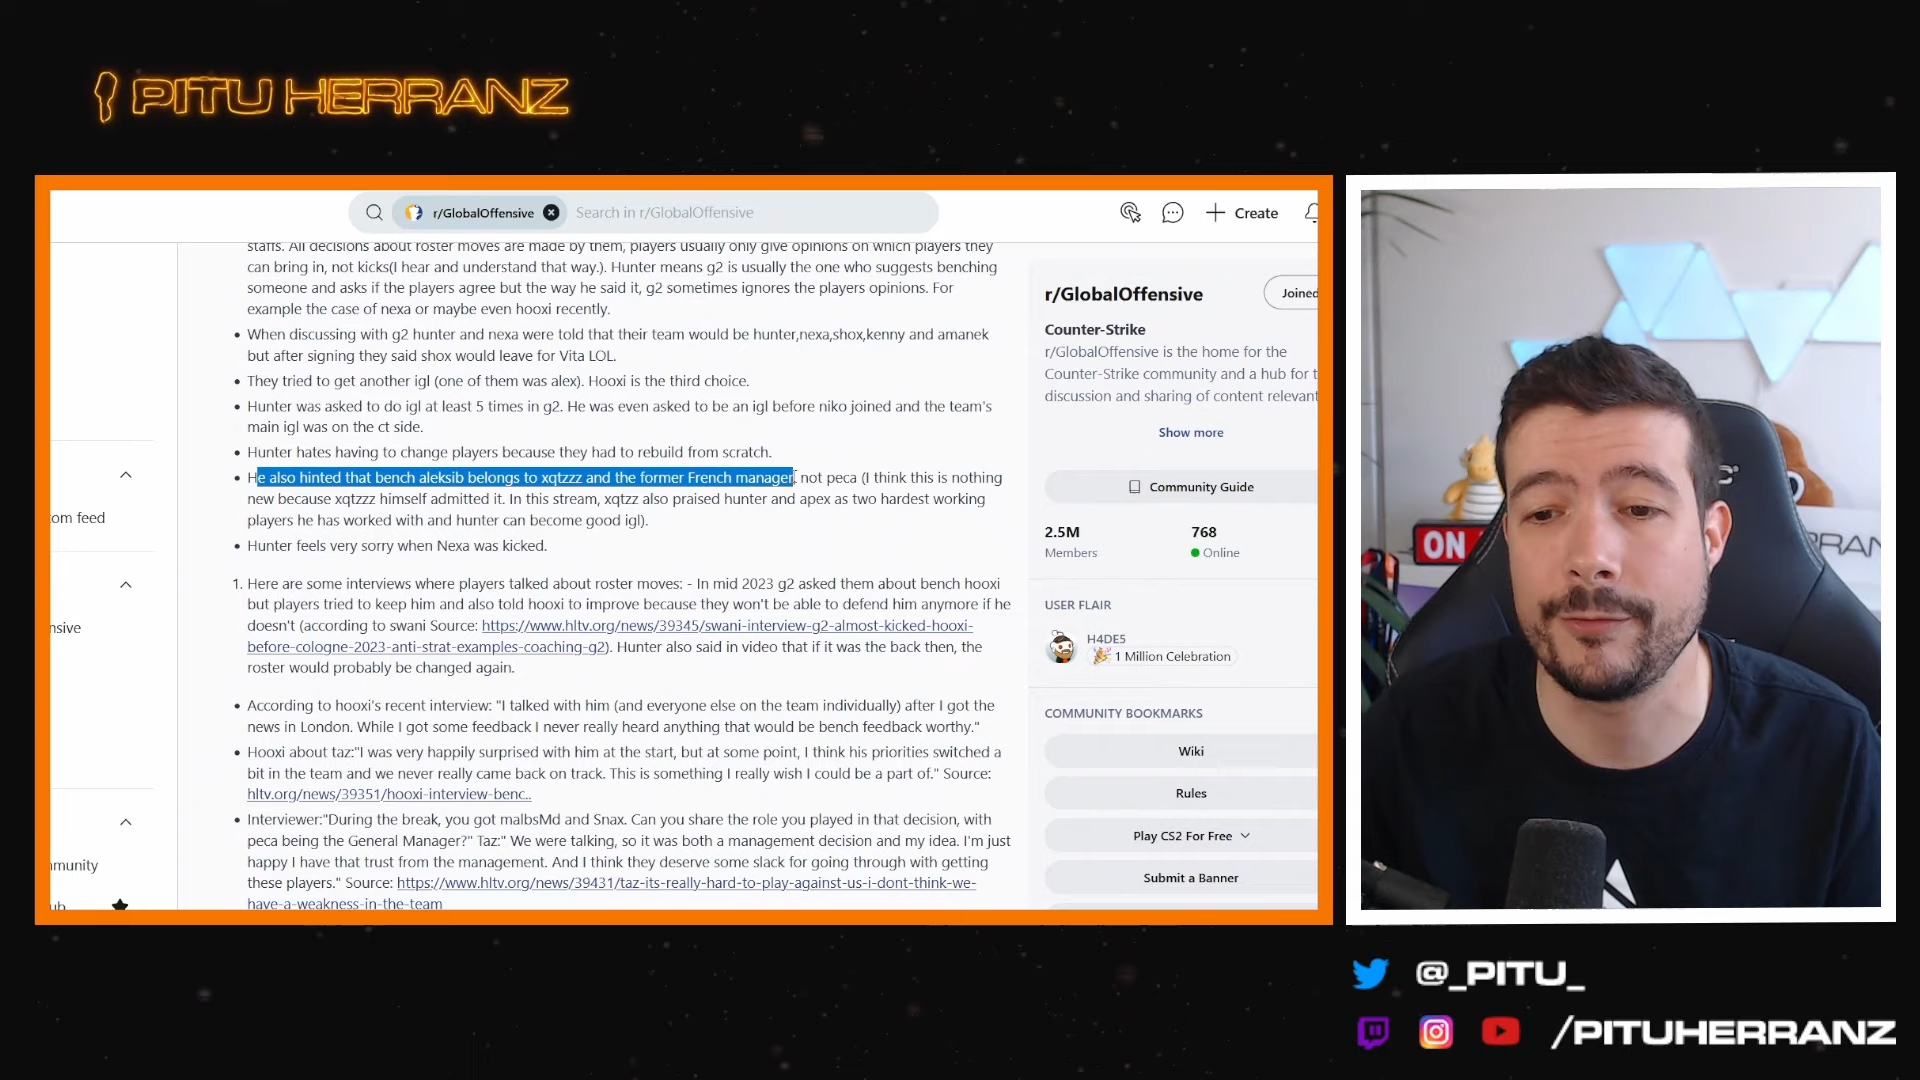 PITU HERRANZ
r/GlobalOffensive
Search in r/GlobalOffensive
Create
staffs. All decisions about roster moves are made by them, players usually only give opinions on which players they
can bring in, not kicks(I hear and understand that way.). Hunter means g2 is usually the one who suggests benching
someone and asks if the players agree but the way he said it, g2 sometimes ignores the players opinions. For
example the case of nexa or maybe even hooxi recently.
When discussing with g2 hunter and nexa were told that their team would be hunter,nexa,shox,kenny and amanek
but after signing they said shox would leave for Vita LOL.
They tried to get another igl (one of them was alex). Hooxi is the third choice.
Hunter was asked to do igl at least 5 times in g2. He was even asked to be an igl before niko joined and the team's
main igl was on the ct side.
Hunter hates having to change players because they had to rebuild from scratch.
He also hinted that bench aleksib belongs to xqtzzz and the former French manager, not peca (I think this is nothing
new because xqtzzz himself admitted it. In this stream, xqtzz also praised hunter and apex as two hardest working
players he has worked with and hunter can become good igl).
Hunter feels very sorry when Nexa was kicked.
1. Here are some interviews where players talked about roster moves: - In mid 2023 g2 asked them about bench hooxi
but players tried to keep him and also told hooxi to improve because they won't be able to defend him anymore if he
doesn't (according to swani Source: https://www.hltv.org/news/39345/swani-interview-g2-almost-kicked-hooxi-
before-cologne-2023-anti-strat-examples-coaching-g2). Hunter also said in video that if it was the back then, the
roster would probably be changed again.
According to hooxi's recent interview: "I talked with him (and everyone else on the team individually) after I got the
news in London. While I got some feedback I never really heard anything that would be bench feedback worthy."
Hooxi about taz:"I was very happily surprised with him at the start, but at some point, I think his priorities switched a
bit in the team and we never really came back on track. This is something I really wish I could be a part of." Source:
hltv.org/news/39351/hooxi-interview-benc..
Interviewer:"During the break, you got malbsMd and Snax. Can you share the role you played in that decision, with
peca being the General Manager?" Taz:" We were talking, so it was both a management decision and my idea. I'm just
happy I have that trust from the management. And I think they deserve some slack for going through with getting
these players." Source: https://www.hltv.org/news/39431/taz-its-really-hard-to-play-against-us-i-dont-think-we-
have-a-weakness-in-the-team
om feed
nsive
mmunity
ub
r/GlobalOffensive
Joined
Counter-Strike
r/GlobalOffensive is the home for the
Counter-Strike community and a hub for t
discussion and sharing of content relevant
Show more
Community Guide
2.5M
768
Members
Online
USER FLAIR
H4DE5
1 Million Celebration
COMMUNITY BOOKMARKS
Wiki
Rules
Play CS2 For Free
Submit a Banner
ON
RRAN
@_PITU_
/PITUHERRANZ